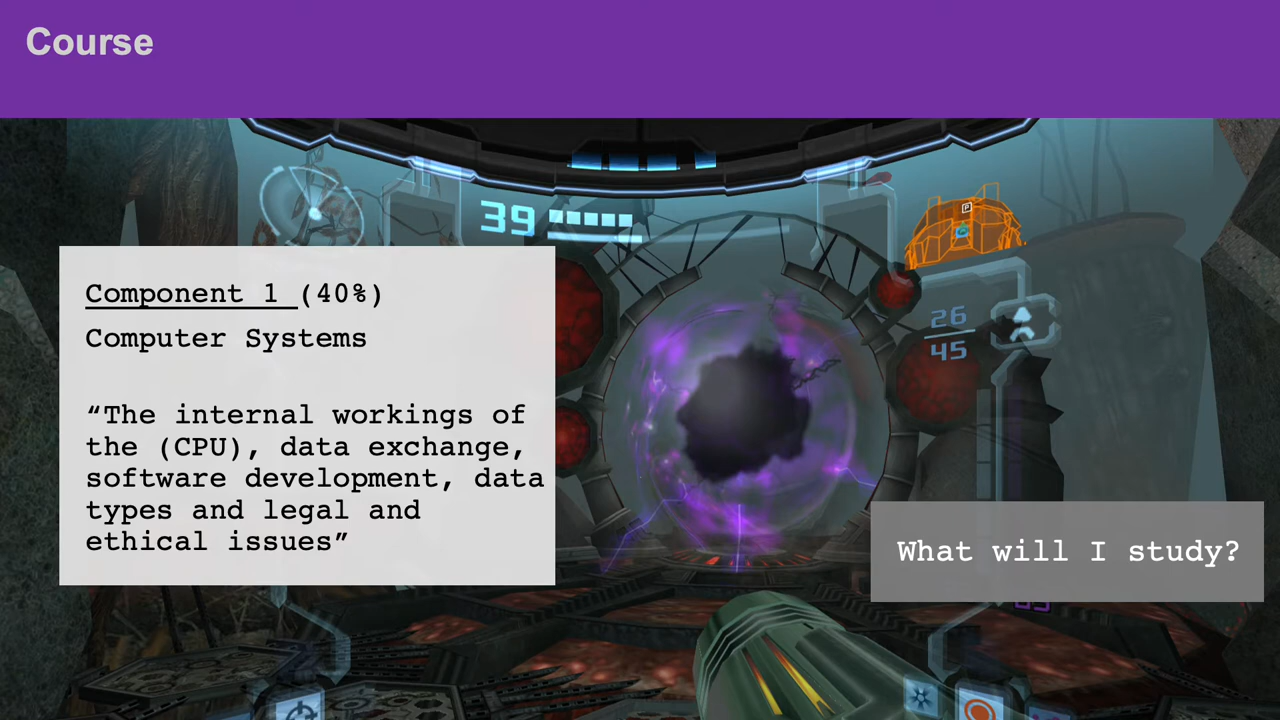 Course
39
26
45
P
Component 1 (40%)
Computer Systems
“The internal workings of
the (CPU), data exchange,
software development, data
types and legal and
ethical issues”
What will I study?